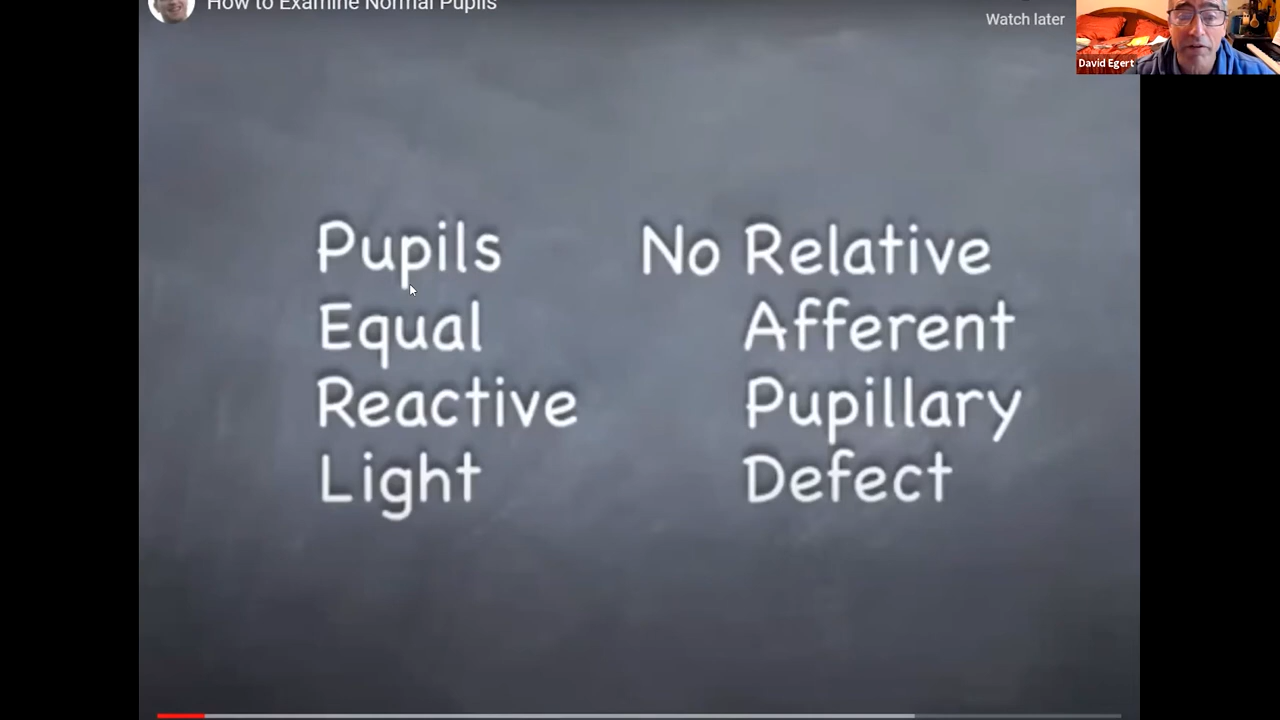 How to Examine Normal Pupils
Watch later
David Egert
Pupils
Equal
Reactive
Light
No Relative
Afferent
Pupillary
Defect